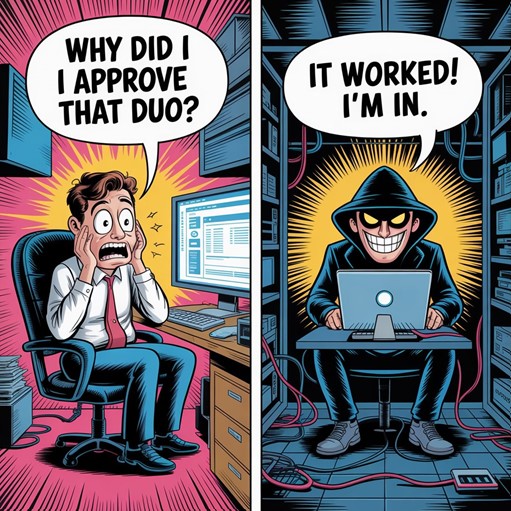 WHY DID I
I APPROVE
THAT DUO?
IT WORKED!
I'M IN.